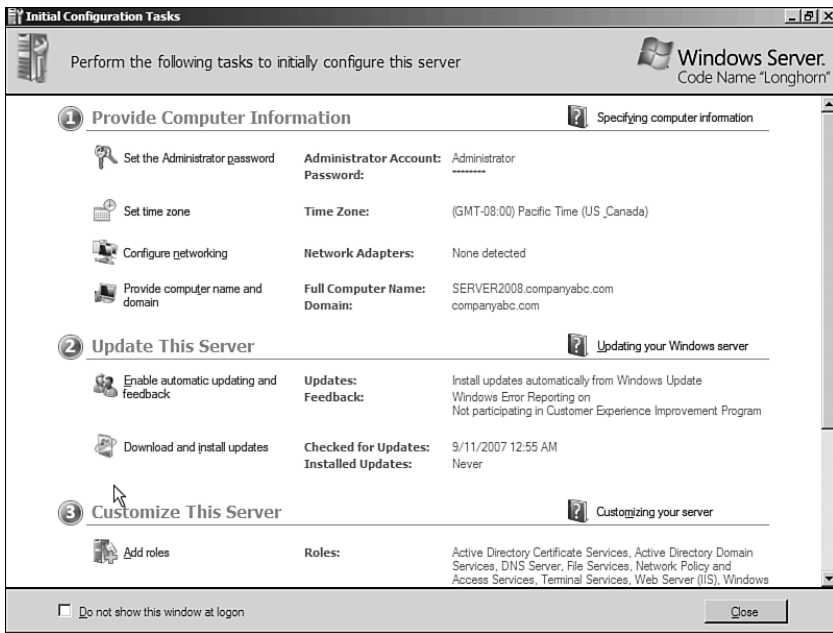 Initial Configuration Tasks
Perform the following tasks to initially configure this server
Windows Server.
Code Name "Longhorn"
1 Provide Computer Information
Specifying computer information
Set the Administrator password
Administrator Account: Administrator
Password: ********
Set time zone
Time Zone: (GMT-08:00) Pacific Time (US _Canada)
Configure networking
Network Adapters: None detected
Provide computer name and
domain
Full Computer Name: SERVER2008.companyabc.com
Domain: companyabc.com
2 Update This Server
Updating your Windows server
Enable automatic updating and
feedback
Updates: Install updates automatically from Windows Update
Feedback: Windows Error Reporting on
Not participating in Customer Experience Improvement Program
Download and install updates
Checked for Updates: 9/11/2007 12:55 AM
Installed Updates: Never
3 Customize This Server
Customizing your server
Add roles
Roles: Active Directory Certificate Services, Active Directory Domain
Services, DNS Server, File Services, Network Policy and
Access Services, Terminal Services, Web Server (IIS), Windows
Do not show this window at logon
Close